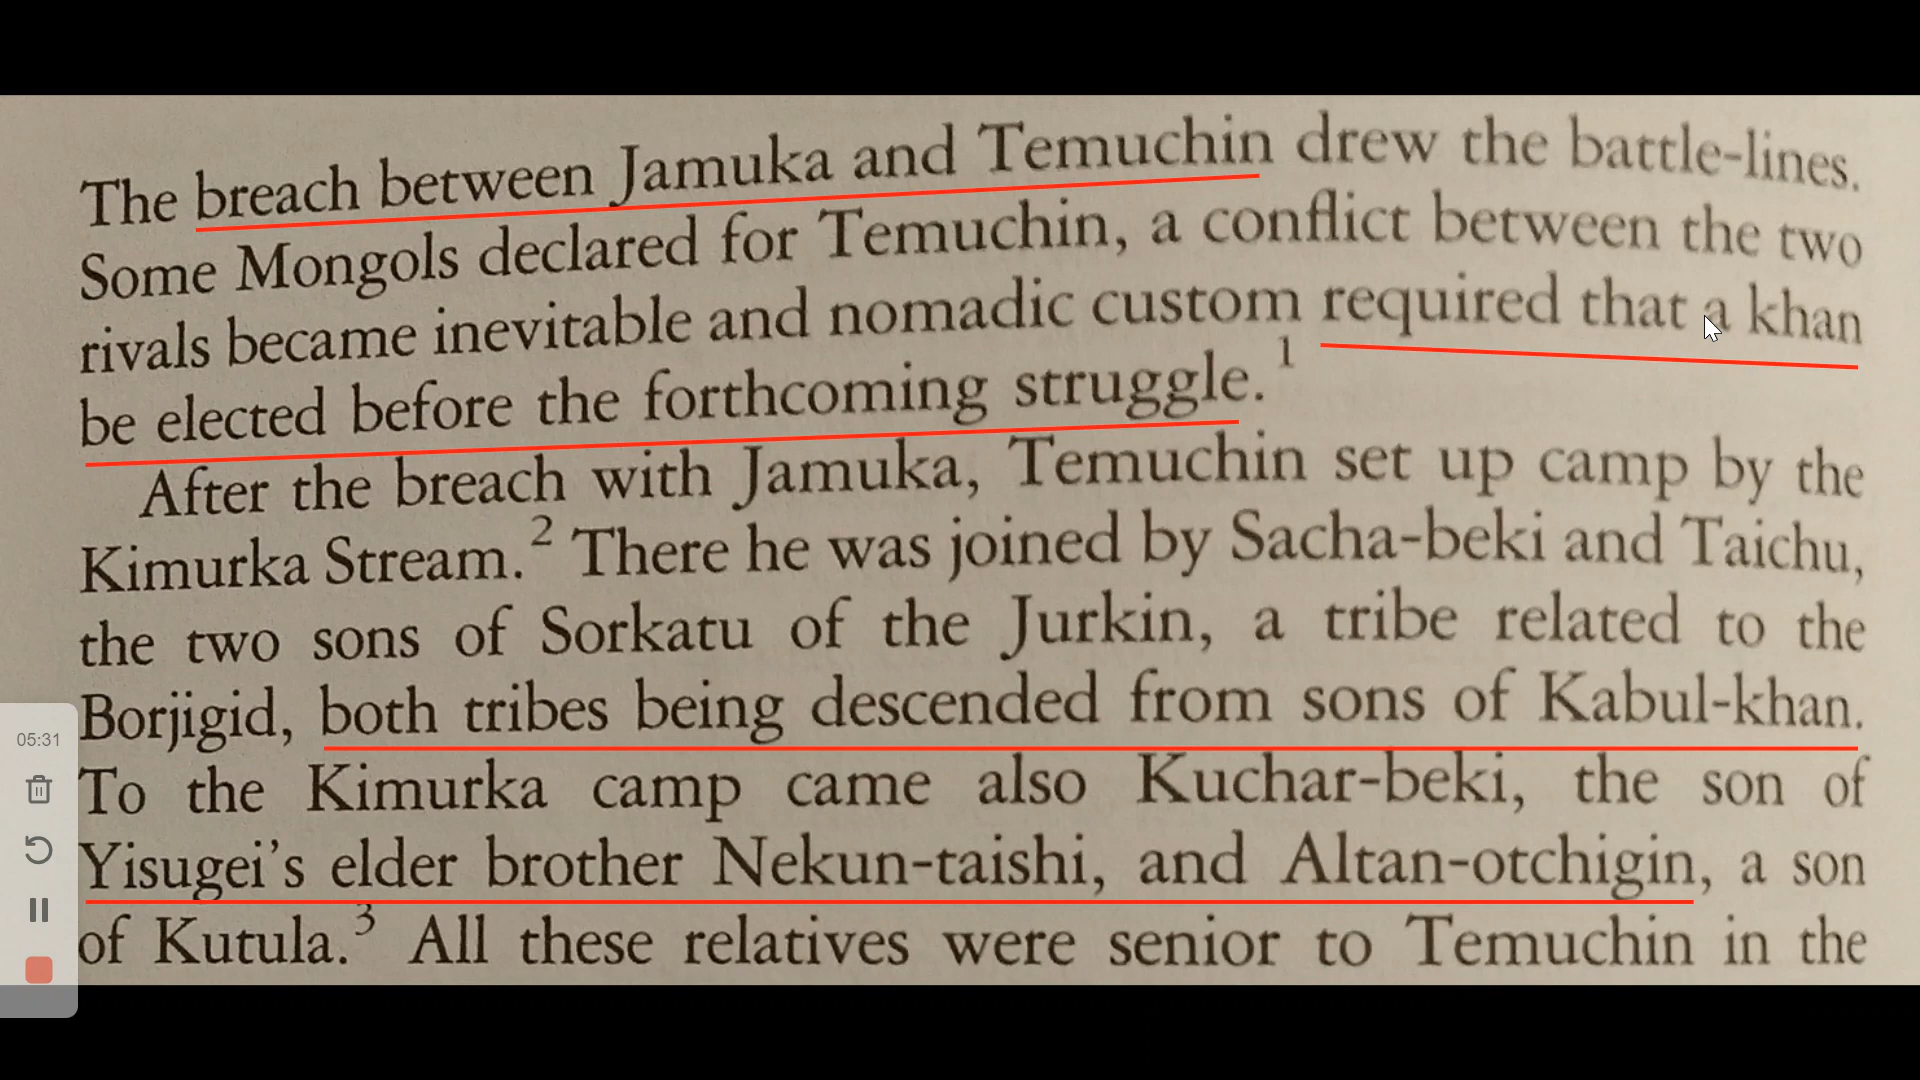 The breach between Jamuka and Temuchin drew the battle-lines.
Some Mongols declared for Temuchin, a conflict between the two
rivals became inevitable and nomadic custom required that a khan
be elected before the forthcoming struggle.1
After the breach with Jamuka, Temuchin set up camp by the
Kimurka Stream.2 There he was joined by Sacha-beki and Taichu,
the two sons of Sorkatu of the Jurkin, a tribe related to the
Borjigid, both tribes being descended from sons of Kabul-khan.
To the Kimurka camp came also Kuchar-beki, the son of
Yisugei's elder brother Nekun-taishi, and Altan-otchigin, a son
of Kutula.3 All these relatives were senior to Temuchin in the
05:31